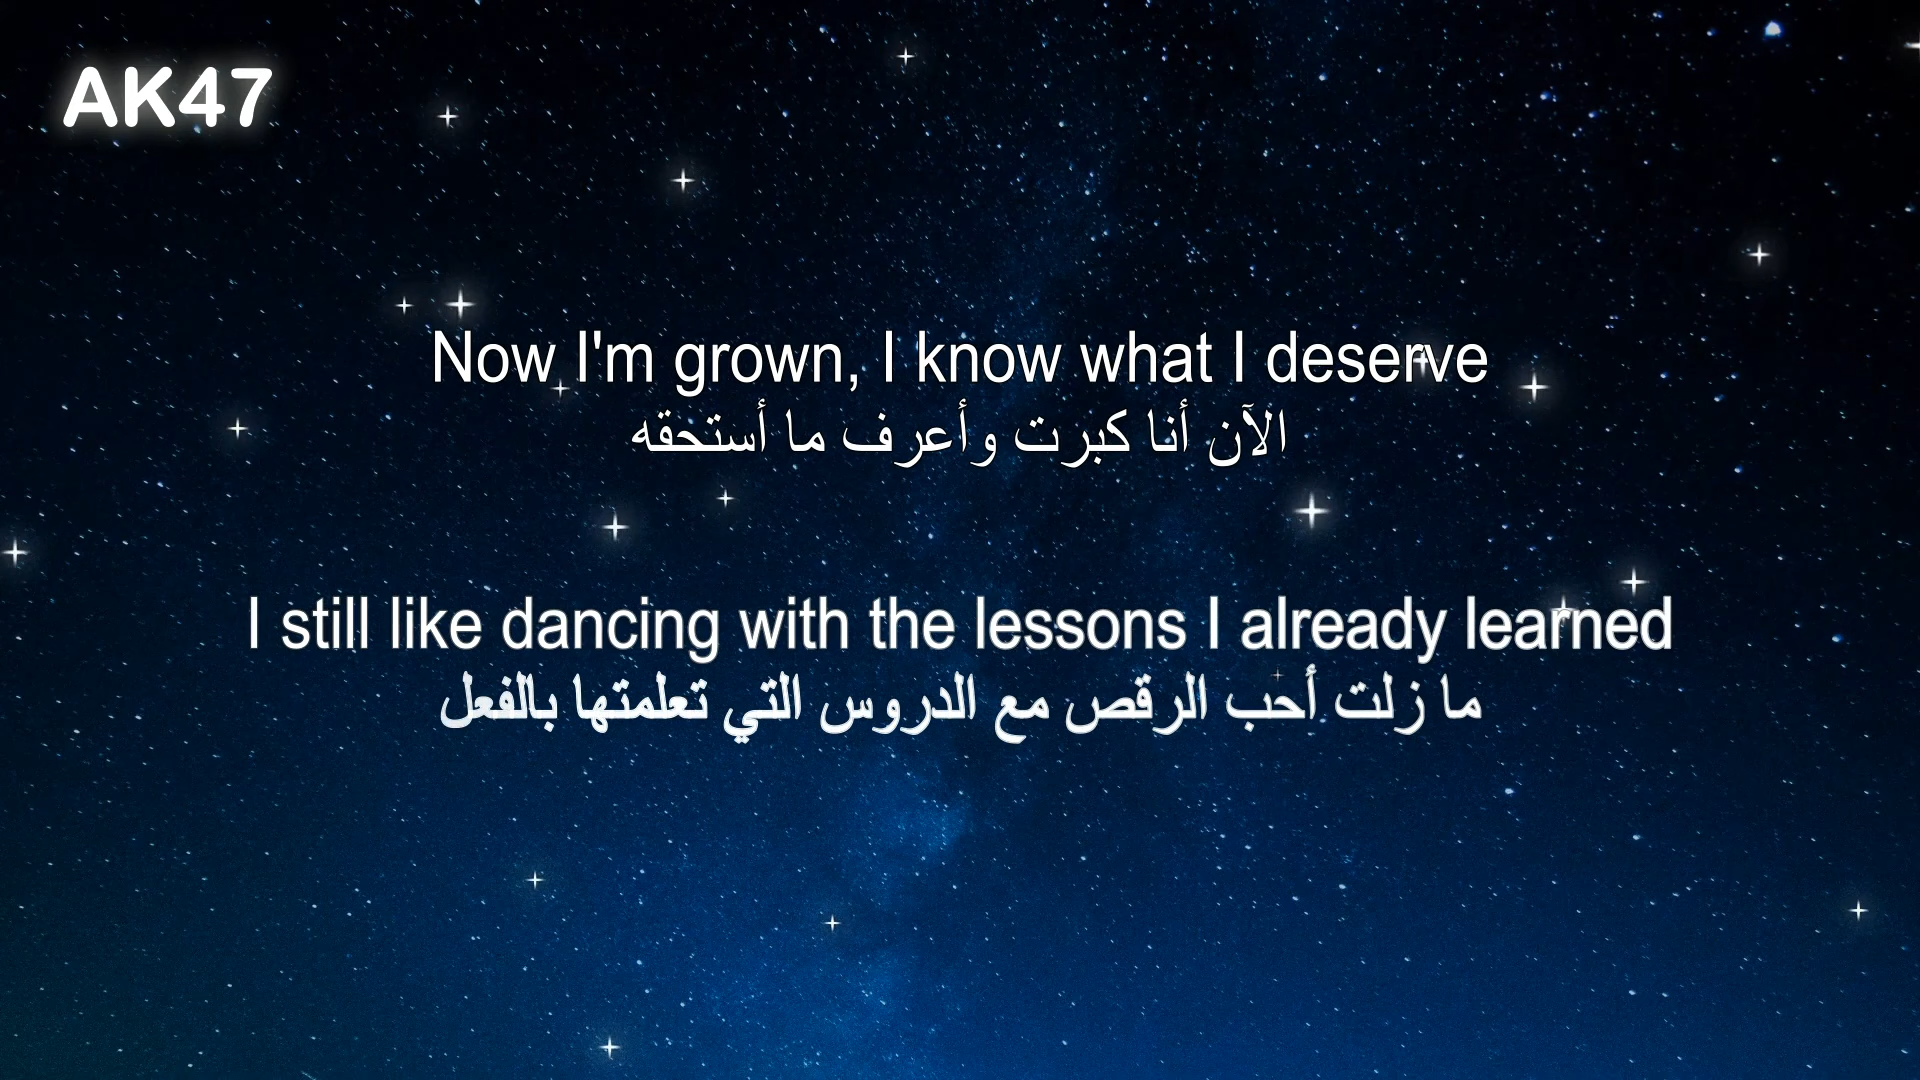 AK47
Now I'm grown, I know what I deserve
الآن أنا كبرت وأعرف ما أستحقه
I still like dancing with the lessons I already learned
ما زلت أحب الرقص مع الدروس التي تعلمتها بالفعل